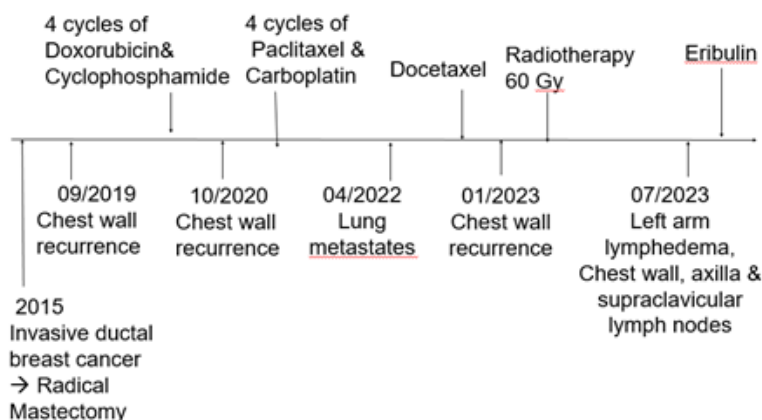 4 cycles of
Doxorubicin&
Cyclophosphamide
4 cycles of
Paclitaxel &
Carboplatin
Docetaxel
Radiotherapy
60 Gy
Eribulin
09/2019
Chest wall
recurrence
10/2020
Chest wall
recurrence
04/2022
Lung
metastates
01/2023
Chest wall
recurrence
07/2023
Left arm
lymphedema,
Chest wall, axilla &
supraclavicular
lymph nodes
2015
Invasive ductal
breast cancer
→ Radical
Mastectomy